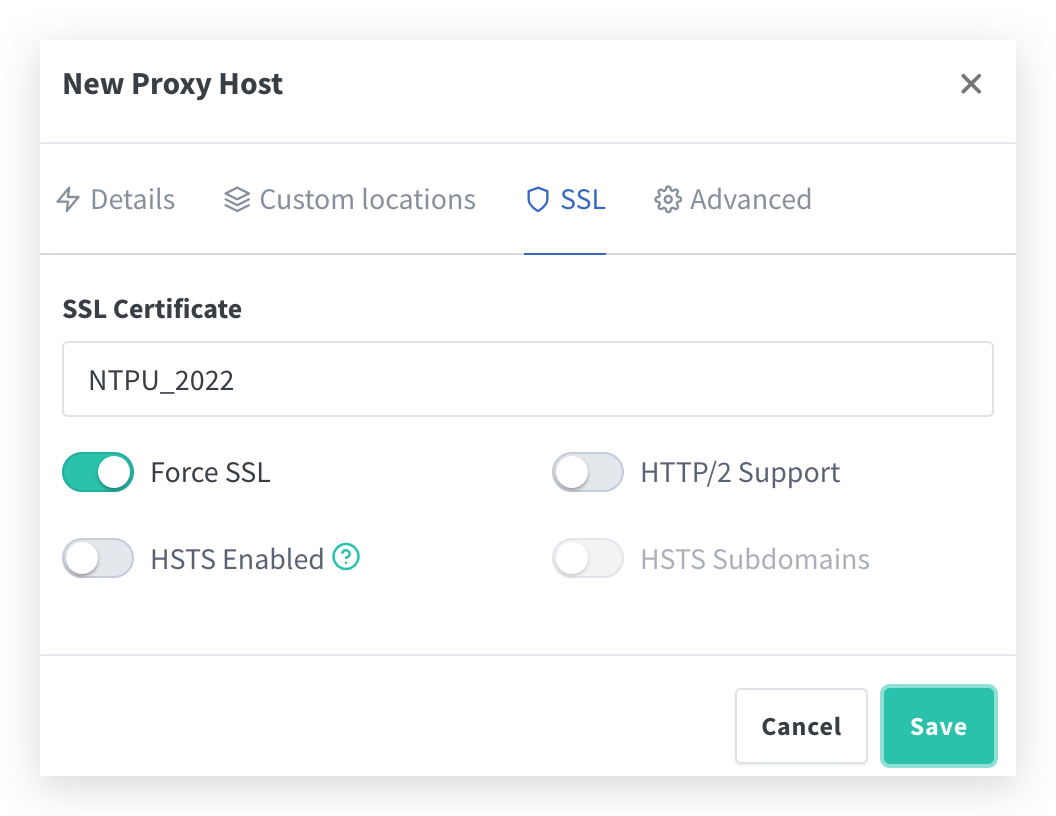 New Proxy Host
Details Custom locations SSL Advanced
SSL Certificate
NTPU_2022
Force SSL HTTP/2 Support
HSTS Enabled ? HSTS Subdomains
Cancel Save